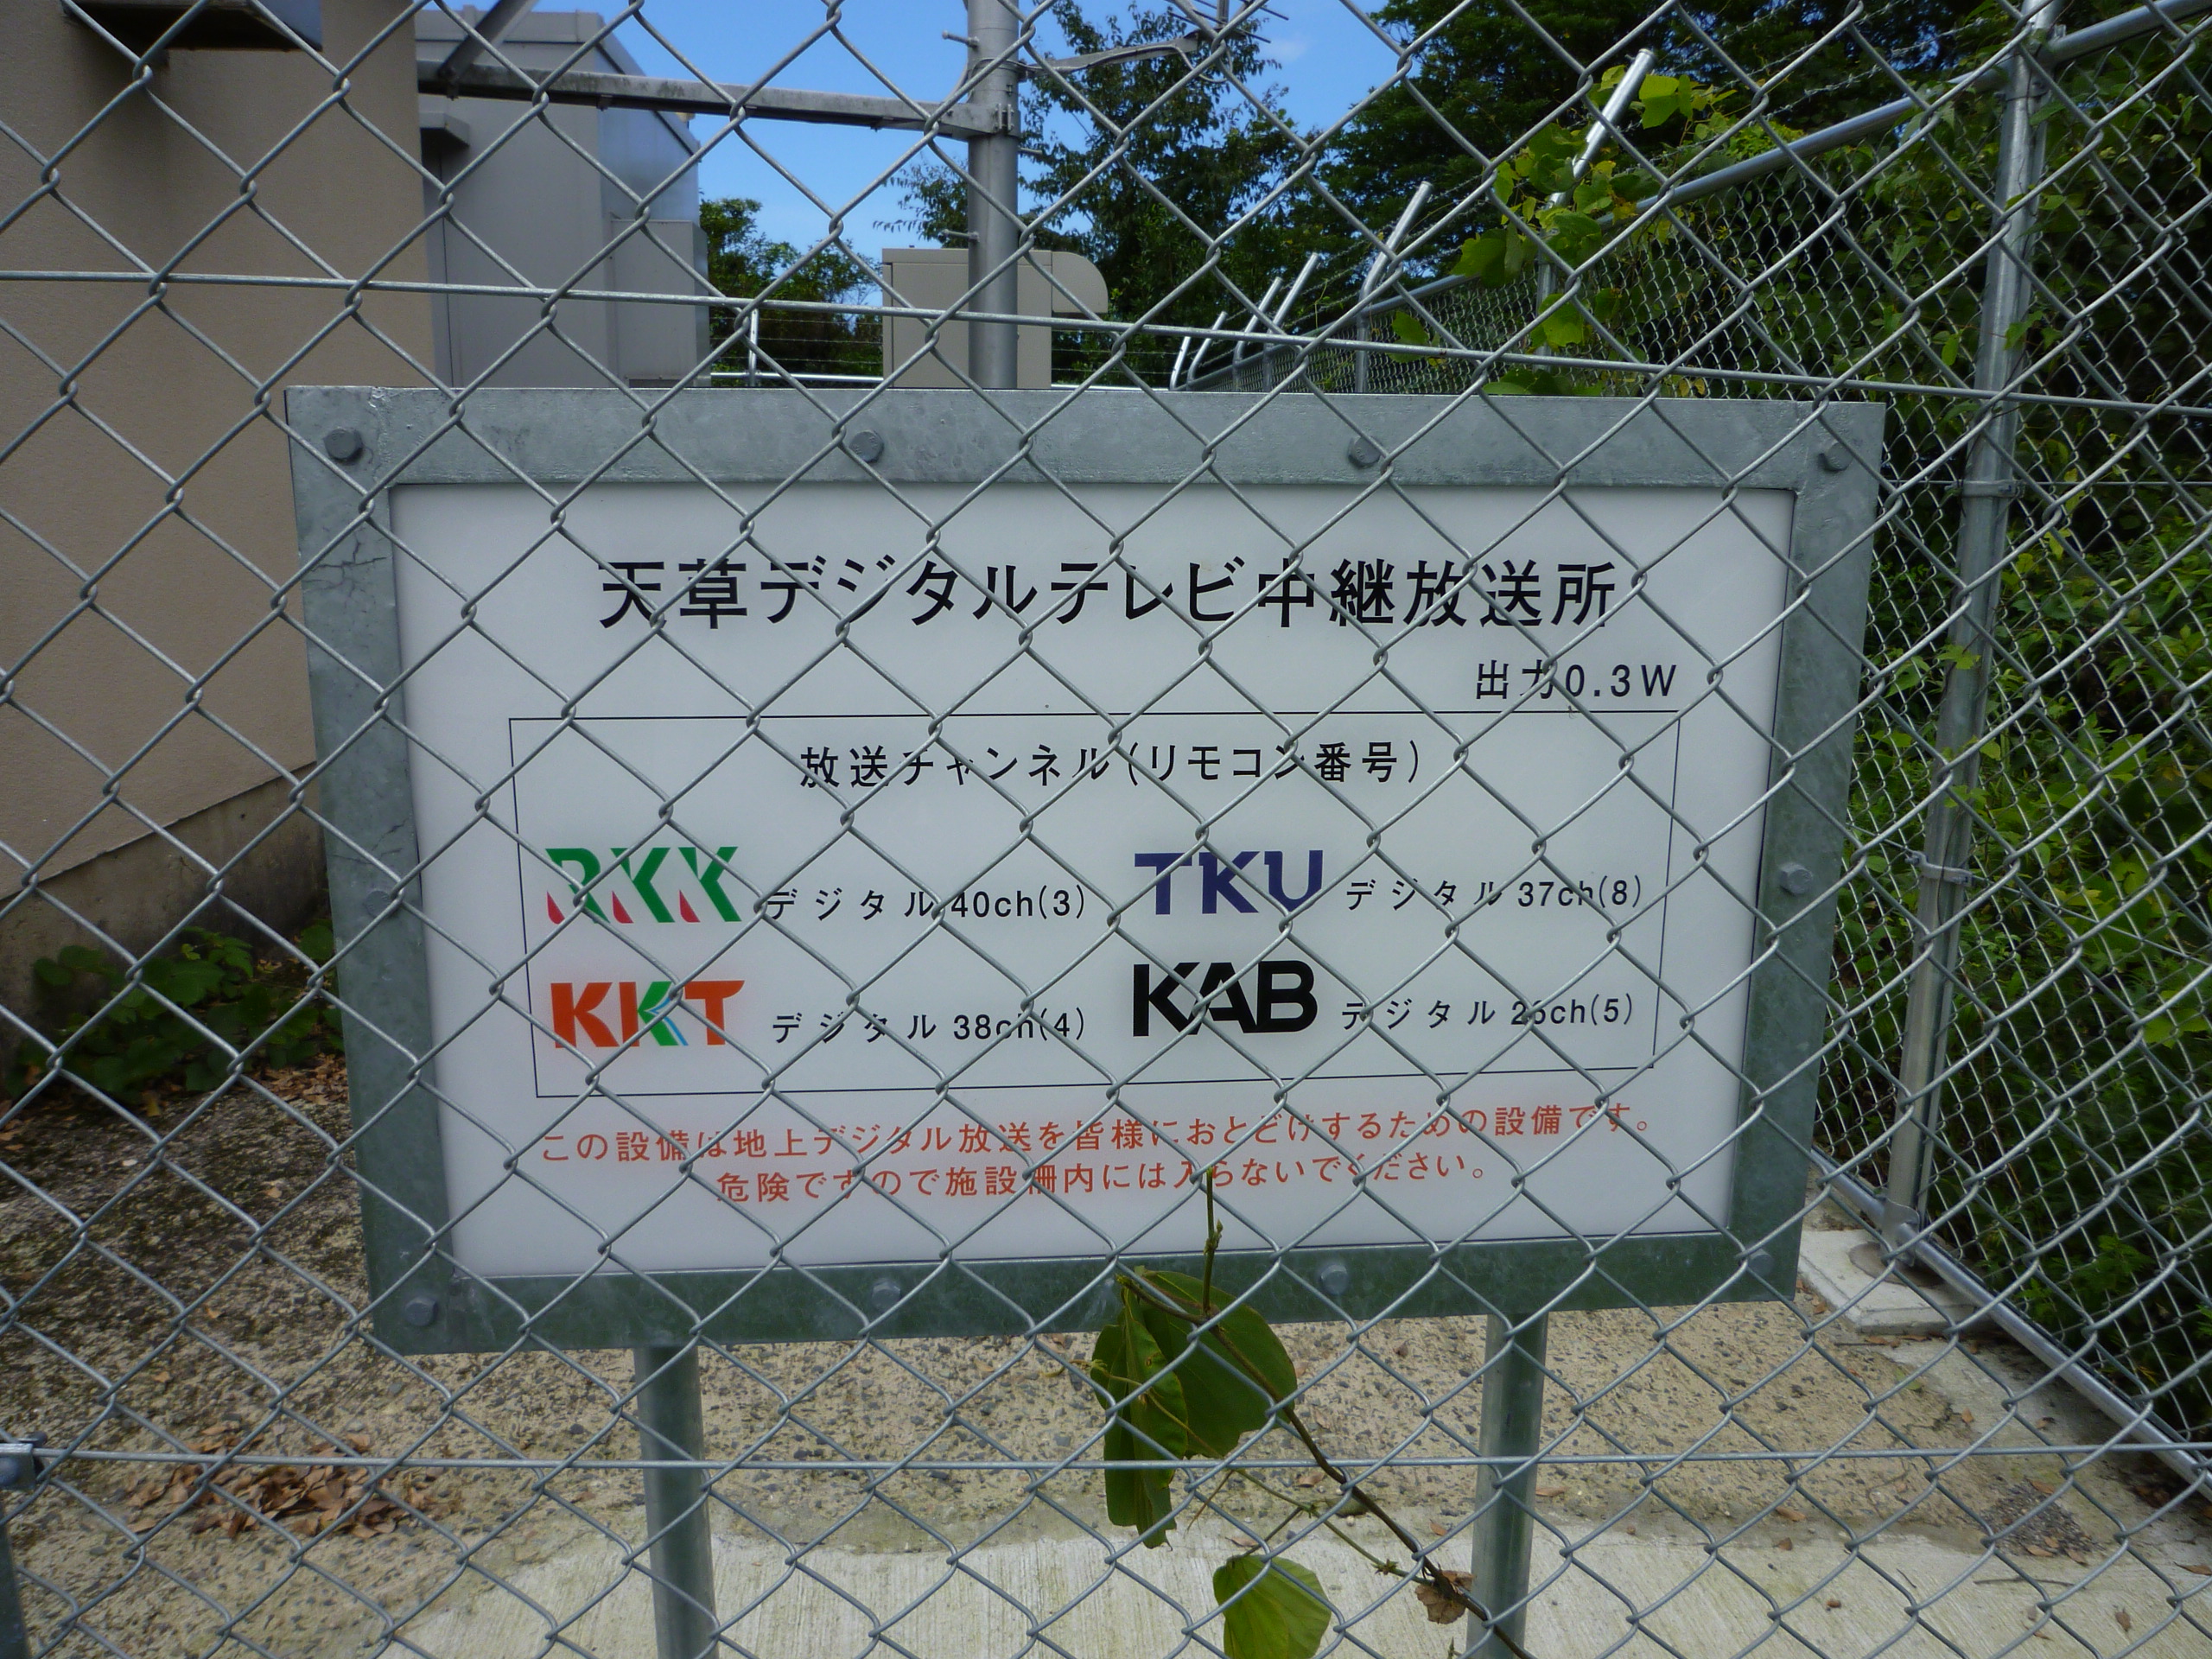 天草デジタルテレビ中継放送所
出力0.3W
放送チャンネル(リモコン番号)
RKK デジタル 40ch(3) TKU デジタル 37ch(8)
KKT デジタル 38ch(4) KAB デジタル 26ch(5)
この設備は地上デジタル放送を皆様におとどけするための設備です。
危険ですので施設柵内には入らないでください。